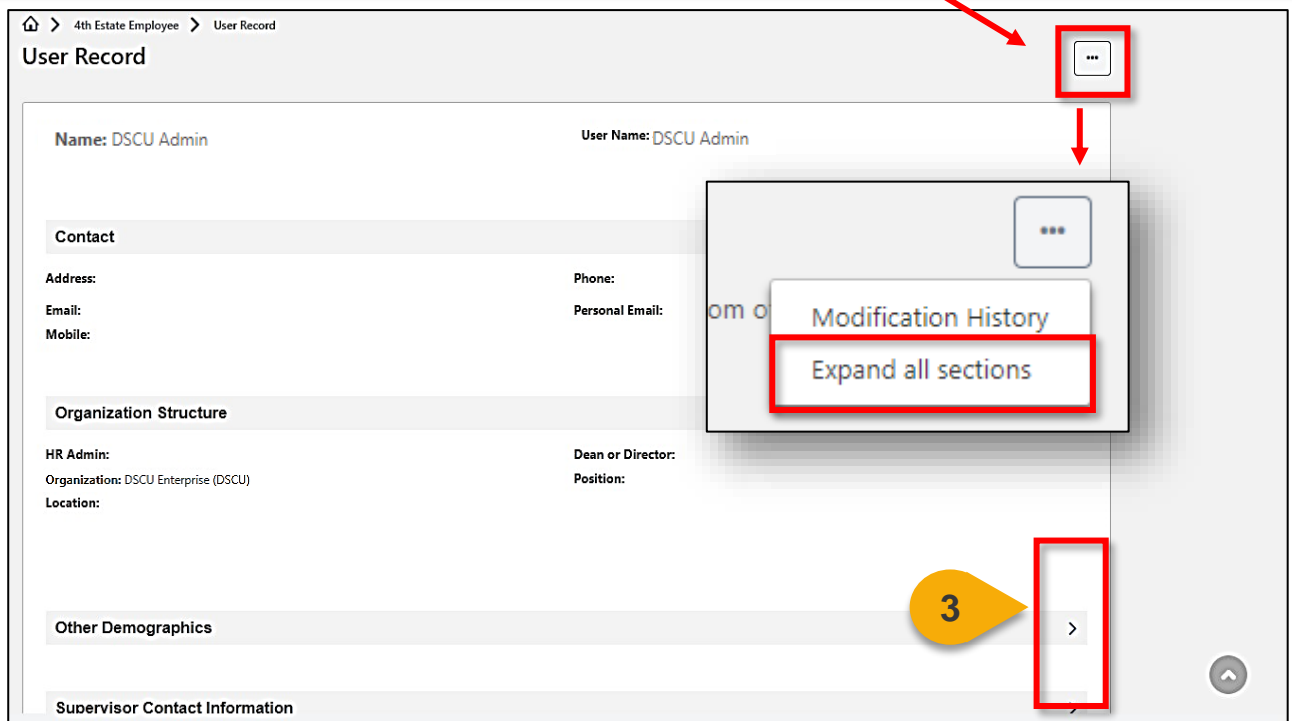 4th Estate Employee User Record
User Record
Name: DSCU Admin
User Name: DSCU Admin
Contact
Address:
Phone:
Email:
Personal Email:
Mobile:
om o
Modification History
Expand all sections
Organization Structure
HR Admin:
Dean or Director:
Organization: DSCU Enterprise (DSCU)
Position:
Location:
3
Other Demographics
Supervisor Contact Information